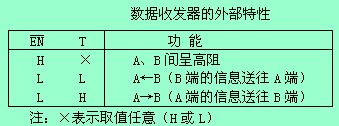 数据收发器的外部特性
EN T 功 能
H × A、B间呈高阻
L L A←B（B端的信息送往A端）
L H A→B（A端的信息送往B端）
注：×表示取值任意（H或L）